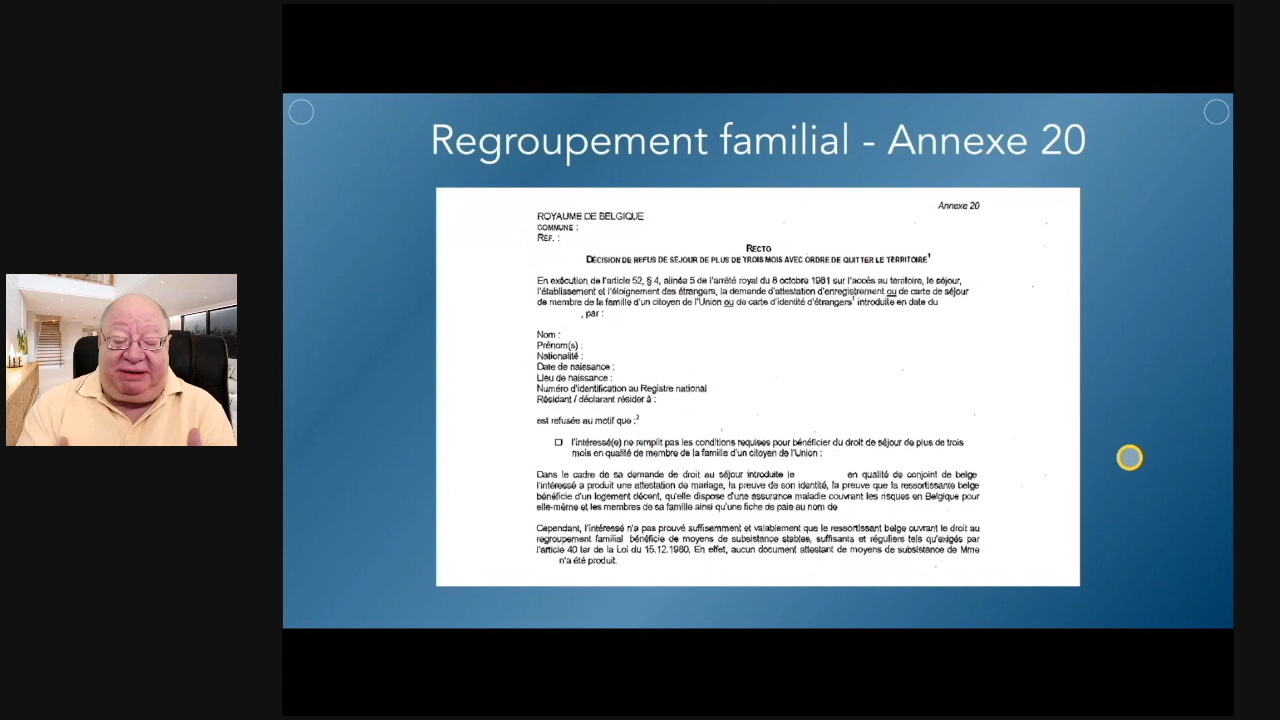 Regroupement familial - Annexe 20
Annexe 20
ROYAUME DE BELGIQUE
COMMUNE :
REF. :
RECTO
DÉCISION DE REFUS DE SÉJOUR DE PLUS DE TROIS MOIS AVEC ORDRE DE QUITTER LE TERRITOIRE1
En exécution de l'article 52, § 4, alinéa 5 de l'arrêté royal du 8 octobre 1981 sur l'accès au territoire, le séjour,
l'établissement et l'éloignement des étrangers, la demande d'attestation d'enregistrement ou de carte de séjour
de membre de la famille d'un citoyen de l'Union ou de carte d'identité d'étrangers1 introduite en date du
, par :
Nom :
Prénom(s) :
Nationalité :
Date de naissance :
Lieu de naissance :
Numéro d'identification au Registre national
Résidant / déclarant résider à :
est refusée au motif que :2
□ l'intéressé(e) ne remplit pas les conditions requises pour bénéficier du droit de séjour de plus de trois
mois en qualité de membre de la famille d'un citoyen de l'Union :
Dans le cadre de sa demande de droit au séjour introduite le en qualité de conjoint de belge
l'intéressé a produit une attestation de mariage, la preuve de son identité, la preuve que la ressortissante belge
bénéficie d'un logement décent, qu'elle dispose d'une assurance maladie couvrant les risques en Belgique pour
elle-même et les membres de sa famille ainsi qu'une fiche de paie au nom de
Cependant, l'intéressé n'a pas prouvé suffisamment et valablement que le ressortissant belge ouvrant le droit au
regroupement familial bénéficie de moyens de subsistance stables, suffisants et réguliers tels qu'exigés par
l'article 40 ter de la Loi du 15.12.1980. En effet, aucun document attestant de moyens de subsistance de Mme
n'a été produit.